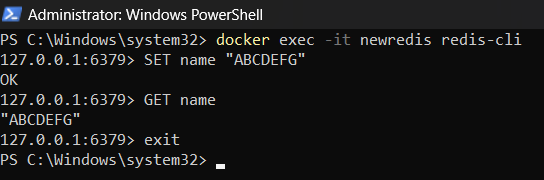 Administrator: Windows PowerShell
PS C:\Windows\system32> docker exec -it newredis redis-cli
127.0.0.1:6379> SET name "ABCDEFG"
OK
127.0.0.1:6379> GET name
"ABCDEFG"
127.0.0.1:6379> exit
PS C:\Windows\system32>